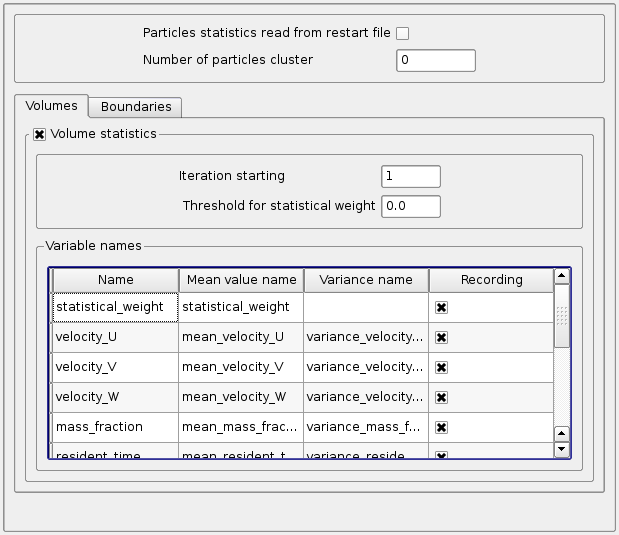 Particles statistics read from restart file
Number of particles cluster 0
Volumes Boundaries
Volume statistics
Iteration starting 1
Threshold for statistical weight 0.0
Variable names
Name Mean value name Variance name Recording
statistical_weight statistical_weight
velocity_U mean_velocity_U variance_velocity...
velocity_V mean_velocity_V variance_velocity...
velocity_W mean_velocity_W variance_velocity...
mass_fraction mean_mass_frac... variance_mass_f...
resident_time mean_resident_t... variance_reside...